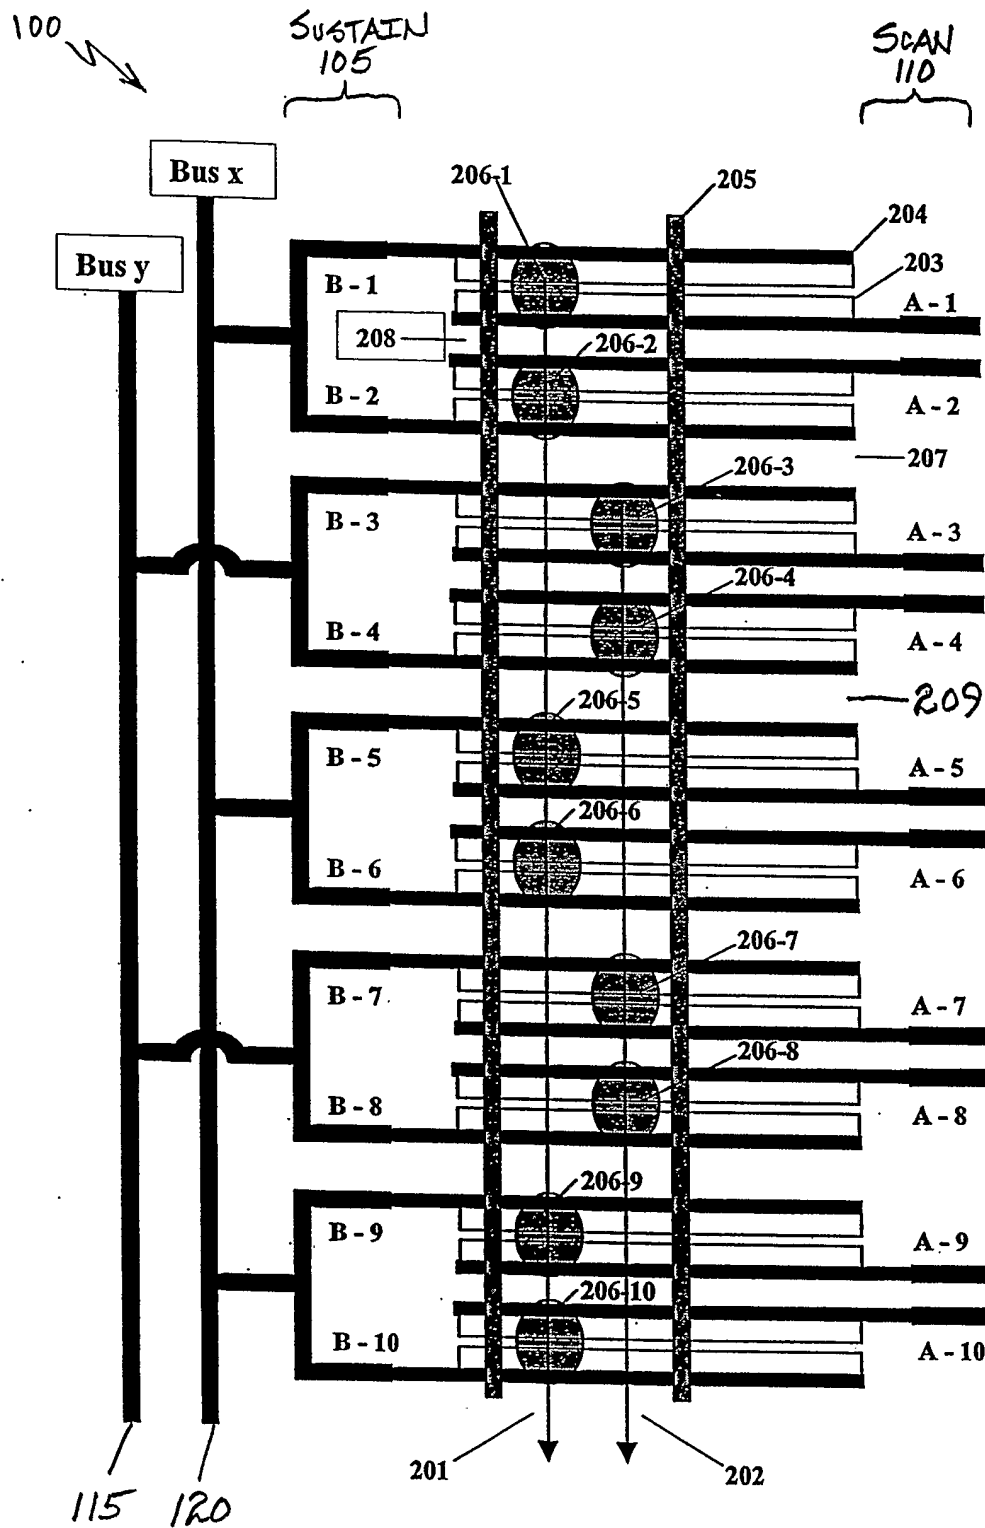 100
SUSTAIN
105
SCAN
110
Bus x
206-1
205
204
Bus y
203
B - 1
A - 1
208
206-2
B - 2
A - 2
207
206-3
B - 3
A - 3
206-4
B - 4
A - 4
209
206-5
B - 5
A - 5
206-6
B - 6
A - 6
206-7
B - 7
A - 7
206-8
B - 8
A - 8
206-9
B - 9
A - 9
206-10
B - 10
A - 10
201
202
115
120